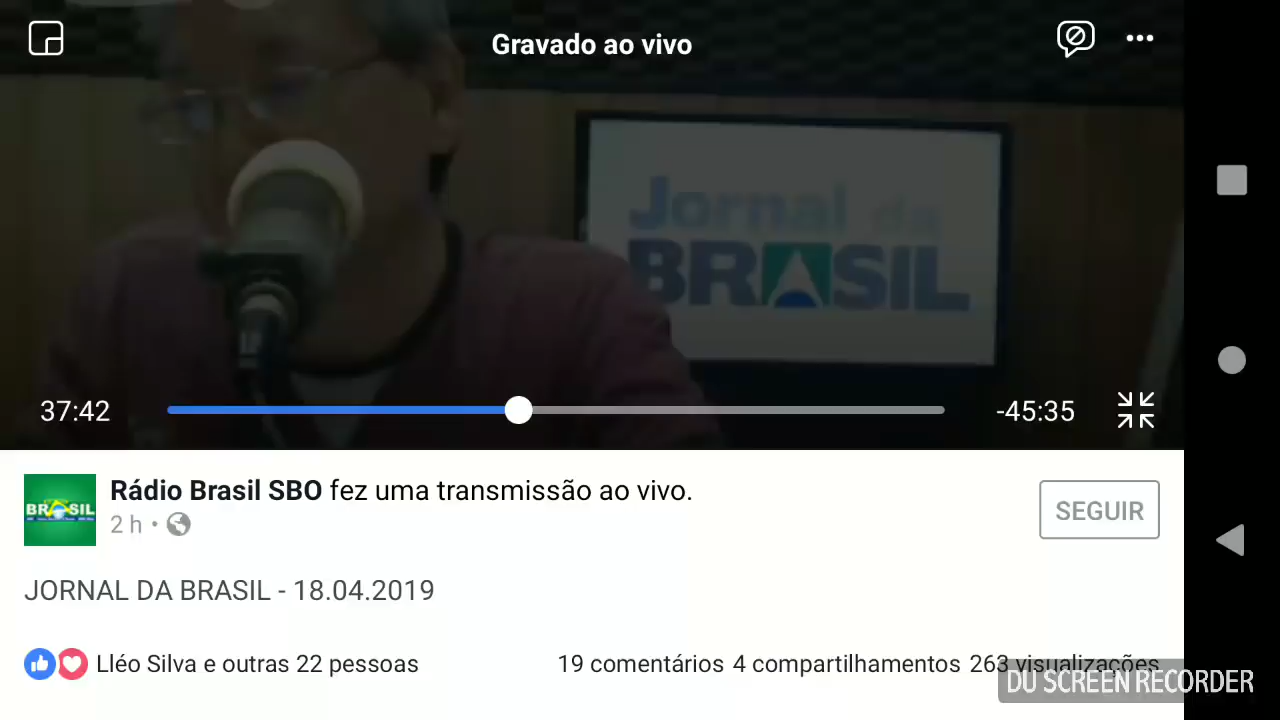 Gravado ao vivo
Jornal da
BRASIL
37:42
-45:35
BRASIL
Rádio Brasil SBO fez uma transmissão ao vivo.
2 h •
SEGUIR
JORNAL DA BRASIL - 18.04.2019
Lléo Silva e outras 22 pessoas
19 comentários 4 compartilhamentos 263 visualizações
DU SCREEN RECORDER